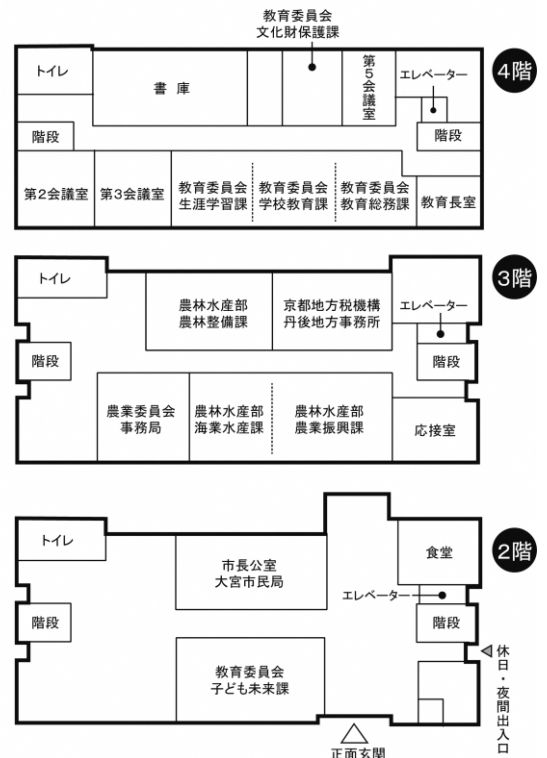 教育委員会
文化財保護課
4階
トイレ
書庫
第5会議室
エレベーター
階段
階段
第2会議室
第3会議室
教育委員会
生涯学習課
教育委員会
学校教育課
教育委員会
教育総務課
教育長室
3階
トイレ
農林水産部
農林整備課
京都地方税機構
丹後地方事務所
エレベーター
階段
階段
農業委員会
事務局
農林水産部
海業水産課
農林水産部
農業振興課
応接室
2階
トイレ
市長公室
大宮市民局
食堂
エレベーター
階段
階段
教育委員会
子ども未来課
休日・夜間出入口
正面玄関